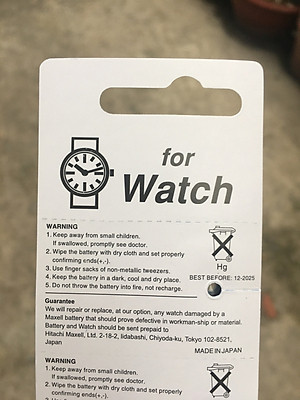 for
Watch
WARNING
1. Keep away from small children.
If swallowed, promptly see doctor.
2. Wipe the battery with dry cloth and set properly
confirming ends(+.-)
3. Use finger sacks of non-metallic tweezers.
4. Keep the battery in a dark, cool and dry place.
5. Do not throw the battery into fire, not recharge.
Hg
BEST BEFORE: 12-2025
Guarantee
We will repair or replace, at our option, any watch damaged by a
Maxell battery that should prove defective in workman-ship or material.
Battery and Watch should be sent prepaid to
Hitachi Maxell, Ltd. 2-18-2, Iidabashi, Chiyoda-ku, Tokyo 102-8521,
Japan
MADE IN JAPAN
WARNING
1. Keep away from small children.
If swallowed, promptly see doctor.
2. Wipe the battery with dry cloth and set properly
confirming ends(+.-)